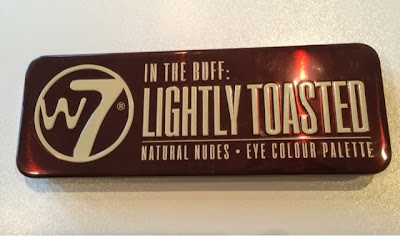 W7®
IN THE BUFF:
LIGHTLY TOASTED
NATURAL NUDES • EYE COLOUR PALETTE